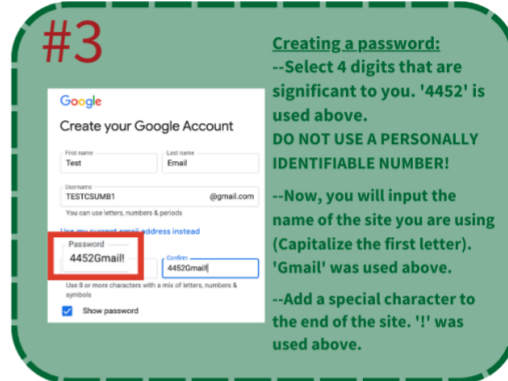 #3
Google
Create your Google Account
First name
Test
Last name
Email
Username
TESTCSUMB1
@gmail.com
You can use letters, numbers & periods
Use my current email address instead
Password
4452Gmail!
Confirm
4452Gmail!
Use 8 or more characters with a mix of letters, numbers &
symbols
Show password
Creating a password:
--Select 4 digits that are
significant to you. '4452' is
used above.
DO NOT USE A PERSONALLY
IDENTIFIABLE NUMBER!
--Now, you will input the
name of the site you are using
(Capitalize the first letter).
'Gmail' was used above.
--Add a special character to
the end of the site. '!' was
used above.